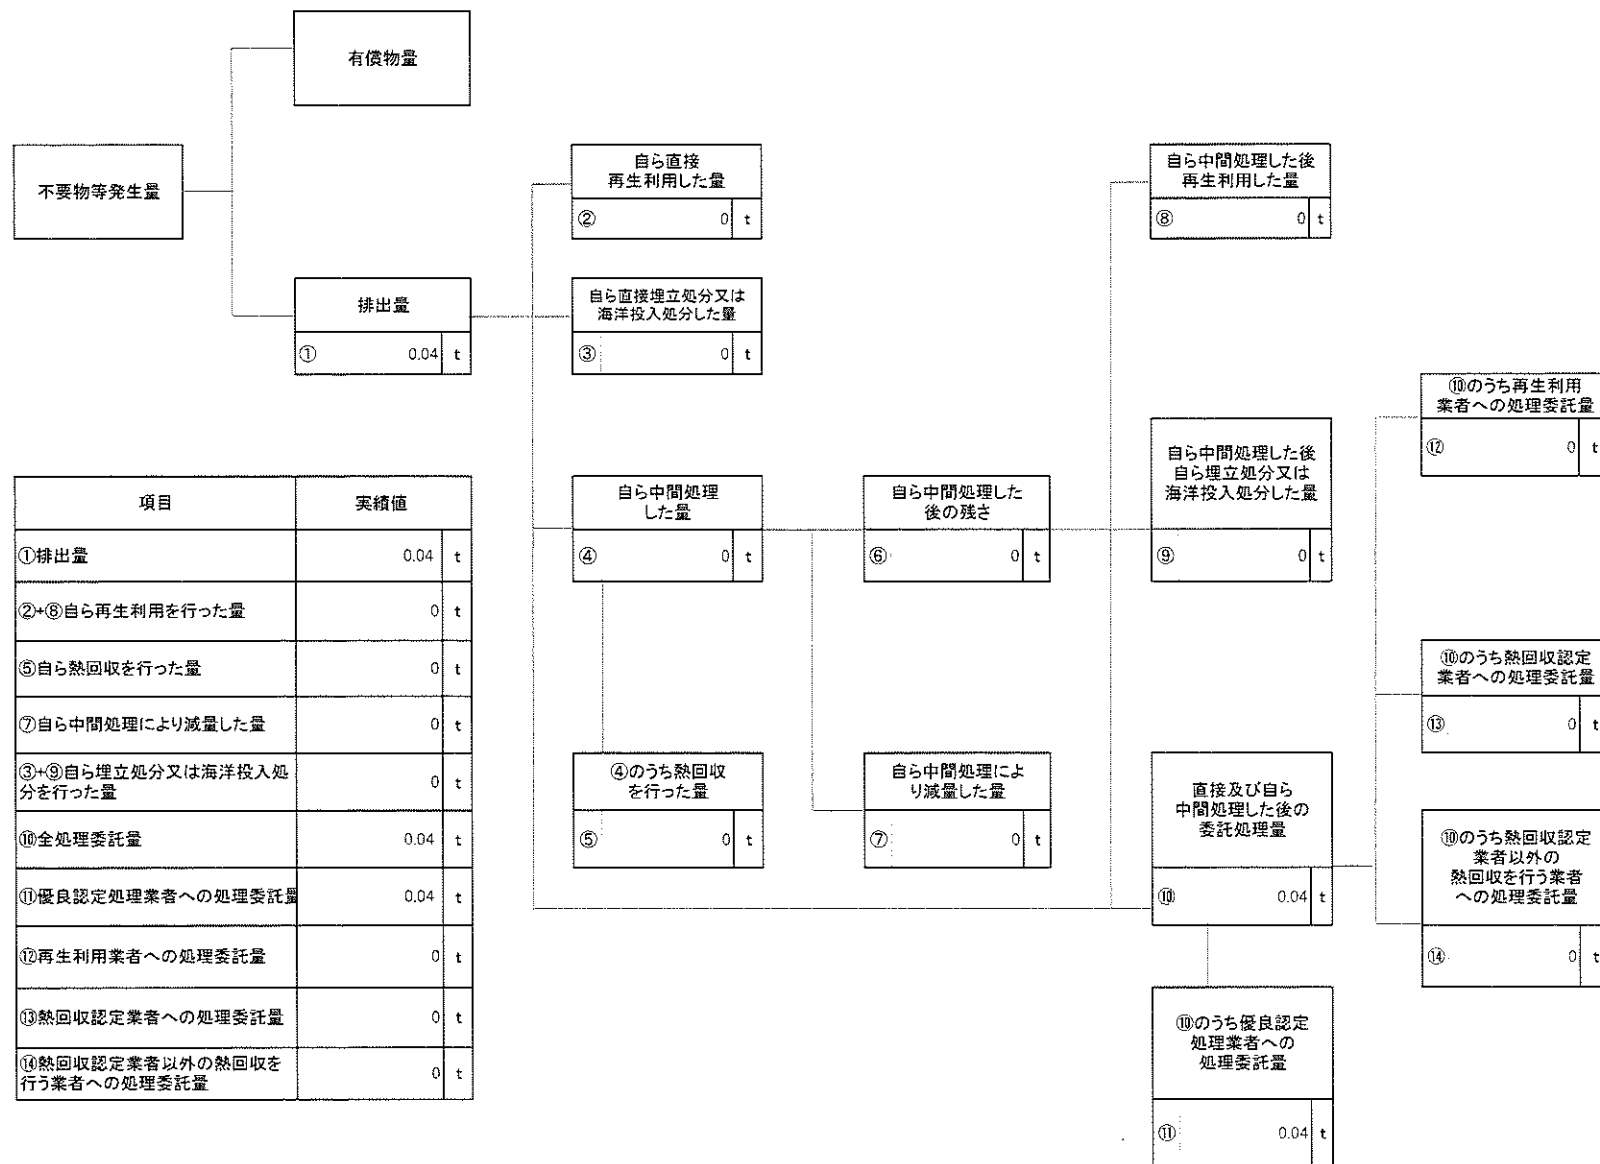 有償物量
不要物等発生量
排出量
① 0.04 t
自ら直接
再生利用した量
② 0 t
自ら直接埋立処分又は
海洋投入処分した量
③ 0 t
自ら中間処理した後
再生利用した量
⑧ 0 t
自ら中間処理
した量
④ 0 t
自ら中間処理した
後の残さ
⑥ 0 t
自ら中間処理した後
自ら埋立処分又は
海洋投入処分した量
⑨ 0 t
④のうち熱回収
を行った量
⑤ 0 t
自ら中間処理によ
り減量した量
⑦ 0 t
直接及び自ら
中間処理した後の
委託処理量
⑩ 0.04 t
⑩のうち優良認定
処理業者への
処理委託量
⑪ 0.04 t
⑩のうち再生利用
業者への処理委託量
⑫ 0 t
⑩のうち熱回収認定
業者への処理委託量
⑬ 0 t
⑩のうち熱回収認定
業者以外の
熱回収を行う業者
への処理委託量
⑭ 0 t
項目 実績値
①排出量 0.04 t
②+⑧自ら再生利用を行った量 0 t
⑤自ら熱回収を行った量 0 t
⑦自ら中間処理により減量した量 0 t
③+⑨自ら埋立処分又は海洋投入処
分を行った量 0 t
⑩全処理委託量 0.04 t
⑪優良認定処理業者への処理委託量 0.04 t
⑫再生利用業者への処理委託量 0 t
⑬熱回収認定業者への処理委託量 0 t
⑭熱回収認定業者以外の熱回収を
行う業者への処理委託量 0 t